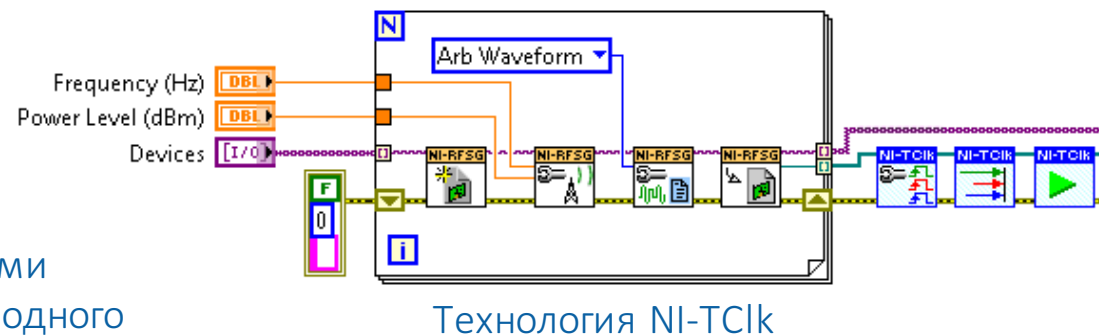 N
Arb Waveform
Frequency (Hz) DBL
Power Level (dBm) DBL
Devices [I/O]
NI-RFSG NI-RFSG NI-RFSG NI-RFSG NI-TClk NI-TClk NI-TClk
F
0
i
ми
одного
Технология NI-TClk